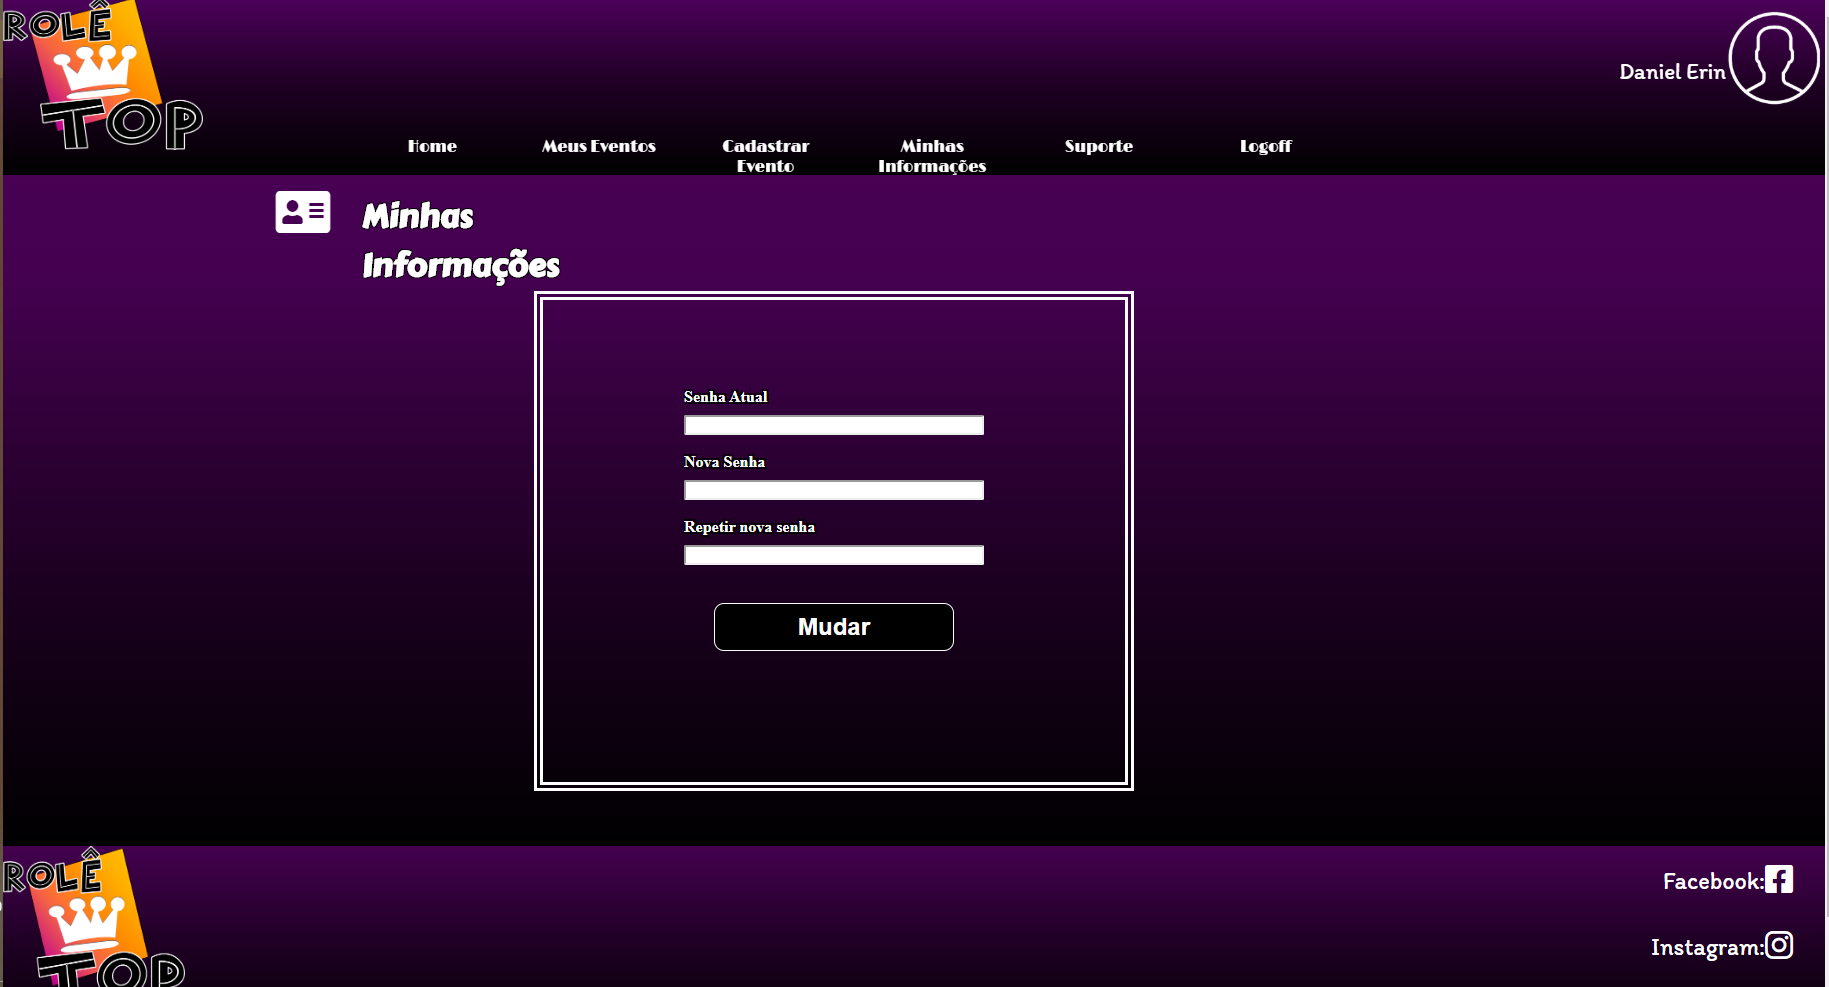 ROLÊ
TOP
Daniel Erin
Home
Meus Eventos
Cadastrar
Evento
Minhas
Informações
Suporte
Logoff
Minhas
Informações
Senha Atual
Nova Senha
Repetir nova senha
Mudar
ROLÊ
TOP
Facebook:
Instagram: